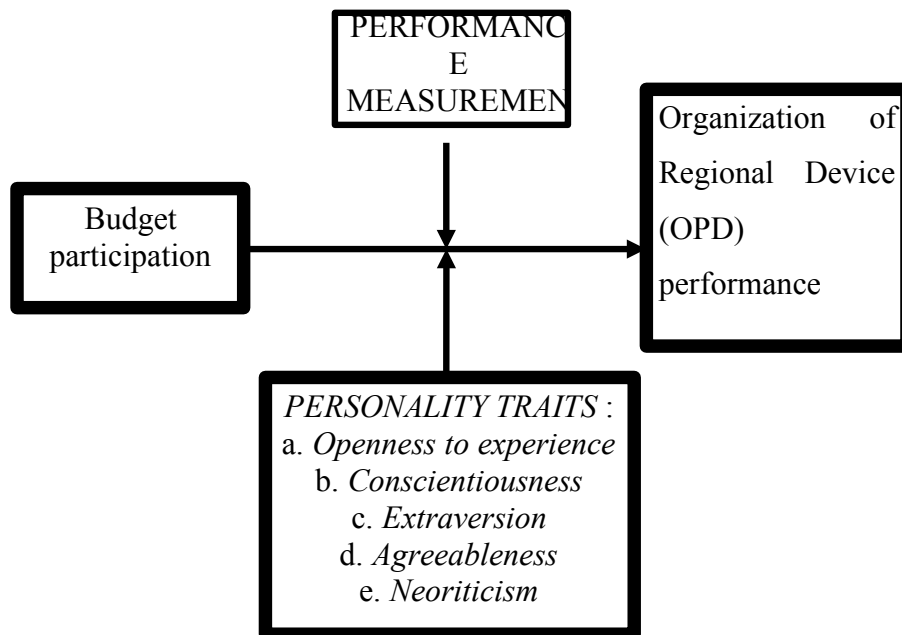 PERFORMANC
E
MEASUREMEN
Organization of
Regional Device
(OPD)
performance
Budget
participation
PERSONALITY TRAITS :
a. Openness to experience
b. Conscientiousness
c. Extraversion
d. Agreeableness
e. Neoriticism